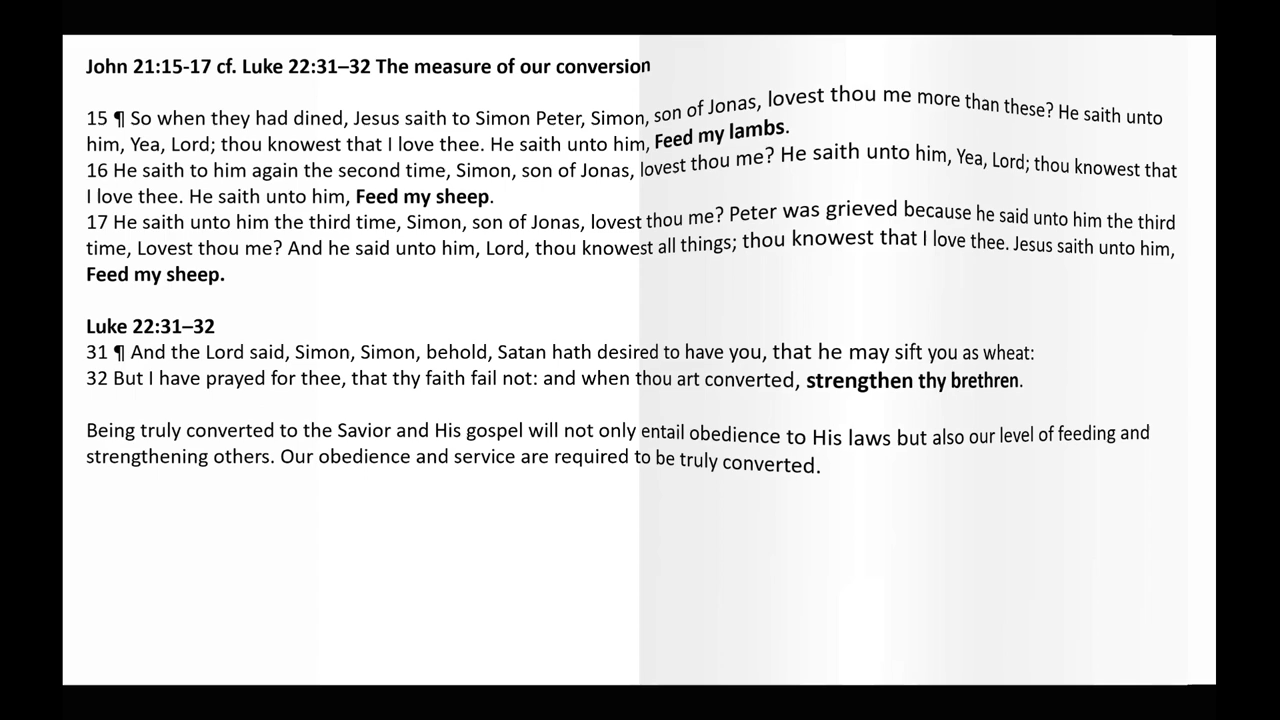 John 21:15-17 cf. Luke 22:31–32 The measure of our conversion
15 ¶ So when they had dined, Jesus saith to Simon Peter, Simon, son of Jonas, lovest thou me more than these? He saith unto
him, Yea, Lord; thou knowest that I love thee. He saith unto him, Feed my lambs.
16 He saith to him again the second time, Simon, son of Jonas, lovest thou me? He saith unto him, Yea, Lord; thou knowest that
I love thee. He saith unto him, Feed my sheep.
17 He saith unto him the third time, Simon, son of Jonas, lovest thou me? Peter was grieved because he said unto him the third
time, Lovest thou me? And he said unto him, Lord, thou knowest all things; thou knowest that I love thee. Jesus saith unto him,
Feed my sheep.
Luke 22:31–32
31 ¶ And the Lord said, Simon, Simon, behold, Satan hath desired to have you, that he may sift you as wheat:
32 But I have prayed for thee, that thy faith fail not: and when thou art converted, strengthen thy brethren.
Being truly converted to the Savior and His gospel will not only entail obedience to His laws but also our level of feeding and
strengthening others. Our obedience and service are required to be truly converted.